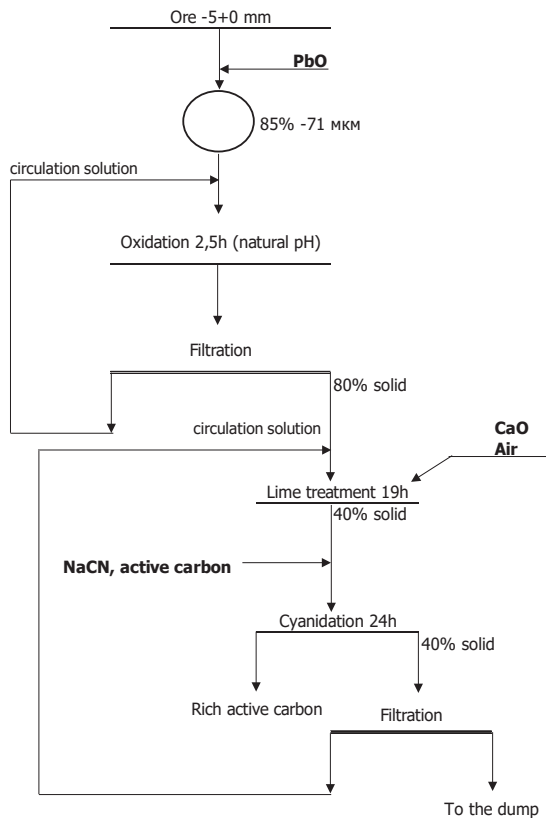 Ore -5+0 mm
PbO
85% -71 мкм
circulation solution
Oxidation 2,5h (natural pH)
Filtration
80% solid
circulation solution
CaO
Air
Lime treatment 19h
40% solid
NaCN, active carbon
Cyanidation 24h
40% solid
Rich active carbon
Filtration
To the dump